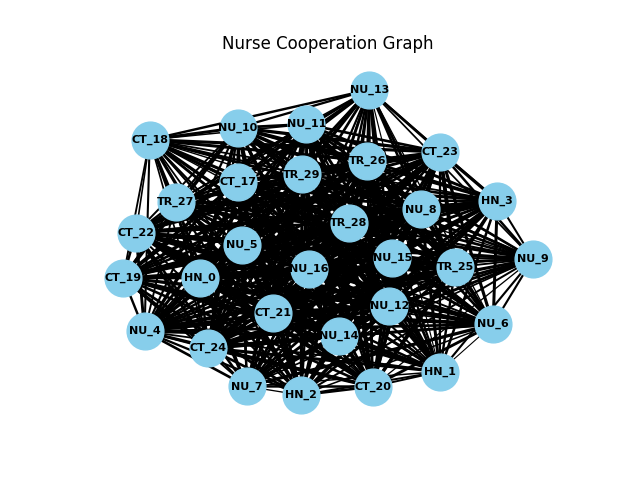 Nurse Cooperation Graph
NU_13
NU_10
NU_11
CT_18
CT_23
TR_26
TR_29
CT_17
TR_27
HN_3
NU_8
TR_28
CT_22
NU_5
NU_15
NU_9
TR_25
NU_16
CT_19
HN_0
NU_12
CT_21
NU_6
NU_4
NU_14
CT_24
HN_1
NU_7
CT_20
HN_2